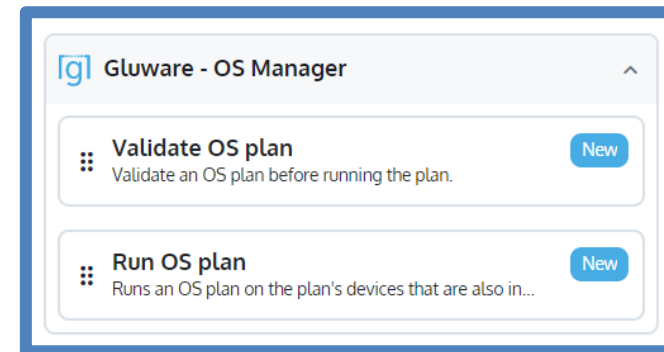 [g] Gluware - OS Manager
Validate OS plan
New
Validate an OS plan before running the plan.
Run OS plan
New
Runs an OS plan on the plan's devices that are also in...